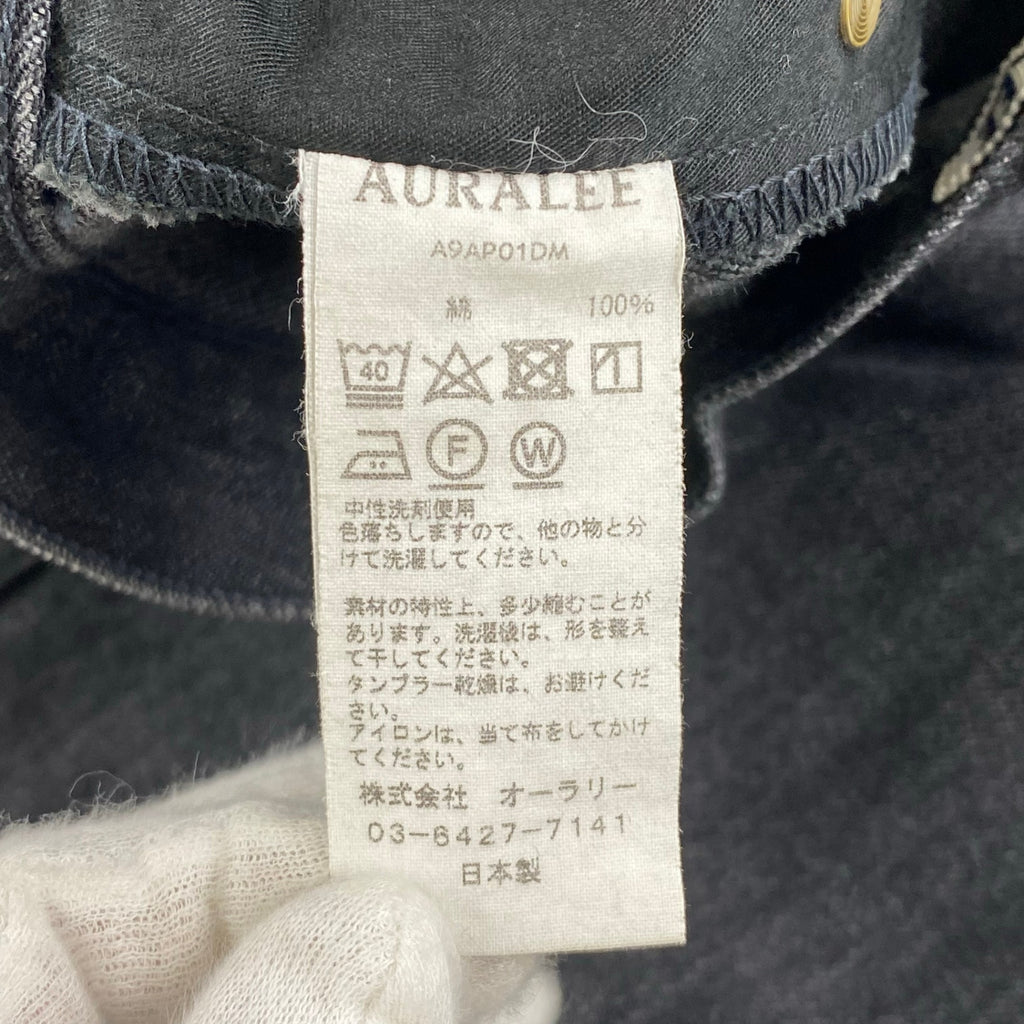 AURALEE
A9AP01DM
綿 100%
40
F W
中性洗剤使用
色落ちしますので、他の物と分
けて洗濯してください。
素材の特性上、多少縮むことが
あります。洗濯後は、形を整え
て干してください。
タンブラー乾燥は、お避けくだ
さい。
アイロンは、当て布をしてかけ
てください。
株式会社 オーラリー
03-6427-7141
日本製